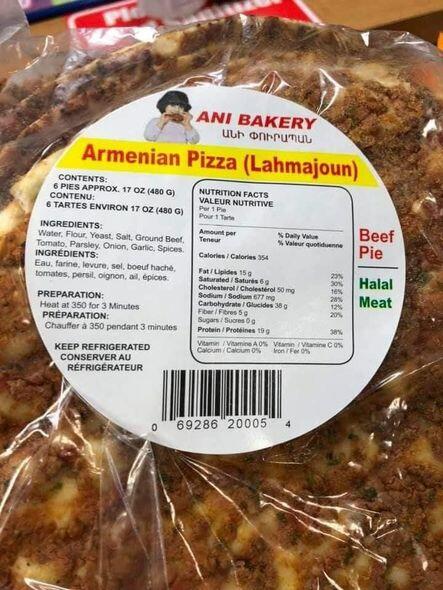 ANI BAKERY
ԱՆԻ ՓՈՒՐԱՊԱՆ
Armenian Pizza (Lahmajoun)
CONTENTS:
6 PIES APPROX. 17 OZ (480 G)
CONTENU:
6 TARTES ENVIRON 17 OZ (480 G)
INGREDIENTS:
Water, Flour, Yeast, Salt, Ground Beef,
Tomato, Parsley, Onion, Garlic, Spices.
INGRÉDIENTS:
Eau, farine, levure, sel, boeuf haché,
tomates, persil, oignon, ail, épices.
PREPARATION:
Heat at 350 for 3 Minutes
PRÉPARATION:
Chauffer à 350 pendant 3 minutes
KEEP REFRIGERATED
CONSERVER AU
RÉFRIGÉRATEUR
NUTRITION FACTS
VALEUR NUTRITIVE
Per 1 Pie
Pour 1 Tarte
Amount per % Daily Value
Teneur % Valeur quotidienne
Calories / Calories 354
Fat / Lipides 15 g 23%
Saturated / Saturés 6 g 30%
Cholesterol / Cholestérol 50 mg 16%
Sodium / Sodium 677 mg 28%
Carbohydrate / Glucides 38 g 12%
Fiber / Fibres 5 g 20%
Sugars / Sucres 0 g
Protein / Protéines 19 g 38%
Vitamin / Vitamine A 0% Vitamin / Vitamine C 0%
Calcium / Calcium 0% Iron / Fer 0%
Beef
Pie
Halal
Meat
0 69286 20005 4